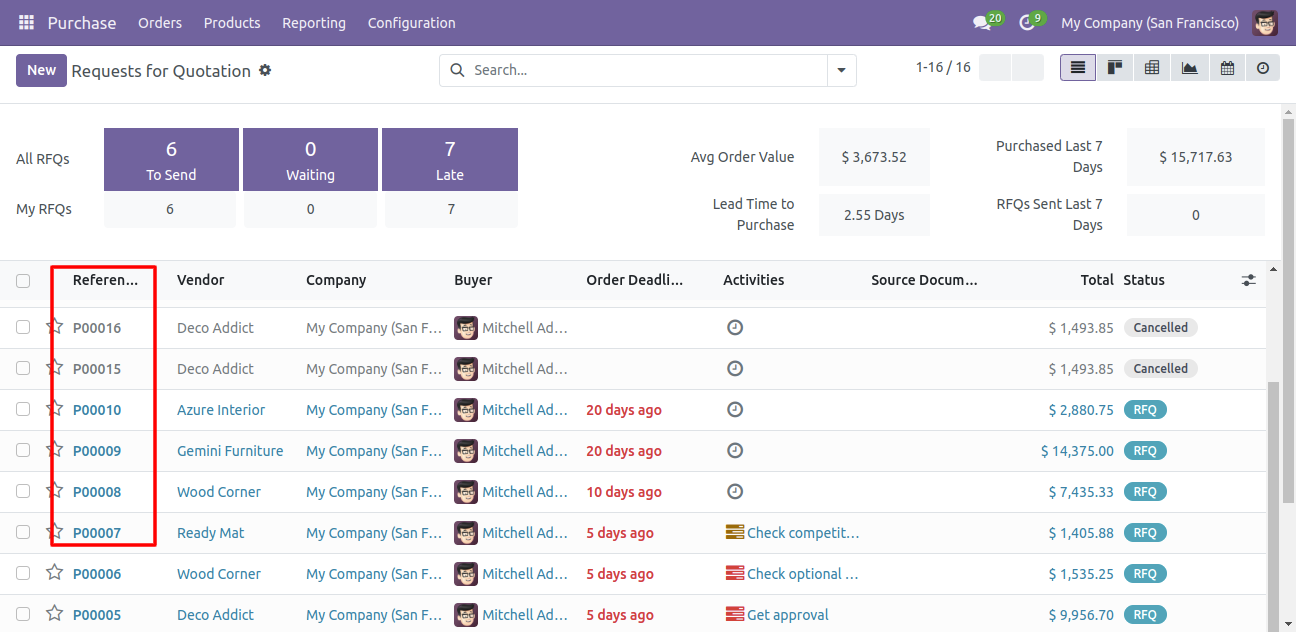 Purchase Orders Products Reporting Configuration 20 9 My Company (San Francisco)
New Requests for Quotation Search... 1-16 / 16
All RFQs 6 To Send 0 Waiting 7 Late
My RFQs 6 0 7
Avg Order Value $ 3,673.52
Lead Time to Purchase 2.55 Days
Purchased Last 7 Days $ 15,717.63
RFQs Sent Last 7 Days 0
Referen... Vendor Company Buyer Order Deadli... Activities Source Docum... Total Status
P00016 Deco Addict My Company (San F... Mitchell Ad... $ 1,493.85 Cancelled
P00015 Deco Addict My Company (San F... Mitchell Ad... $ 1,493.85 Cancelled
P00010 Azure Interior My Company (San F... Mitchell Ad... 20 days ago $ 2,880.75 RFQ
P00009 Gemini Furniture My Company (San F... Mitchell Ad... 20 days ago $ 14,375.00 RFQ
P00008 Wood Corner My Company (San F... Mitchell Ad... 10 days ago $ 7,435.33 RFQ
P00007 Ready Mat My Company (San F... Mitchell Ad... 5 days ago Check competit... $ 1,405.88 RFQ
P00006 Wood Corner My Company (San F... Mitchell Ad... 5 days ago Check optional ... $ 1,535.25 RFQ
P00005 Deco Addict My Company (San F... Mitchell Ad... 5 days ago Get approval $ 9,956.70 RFQ